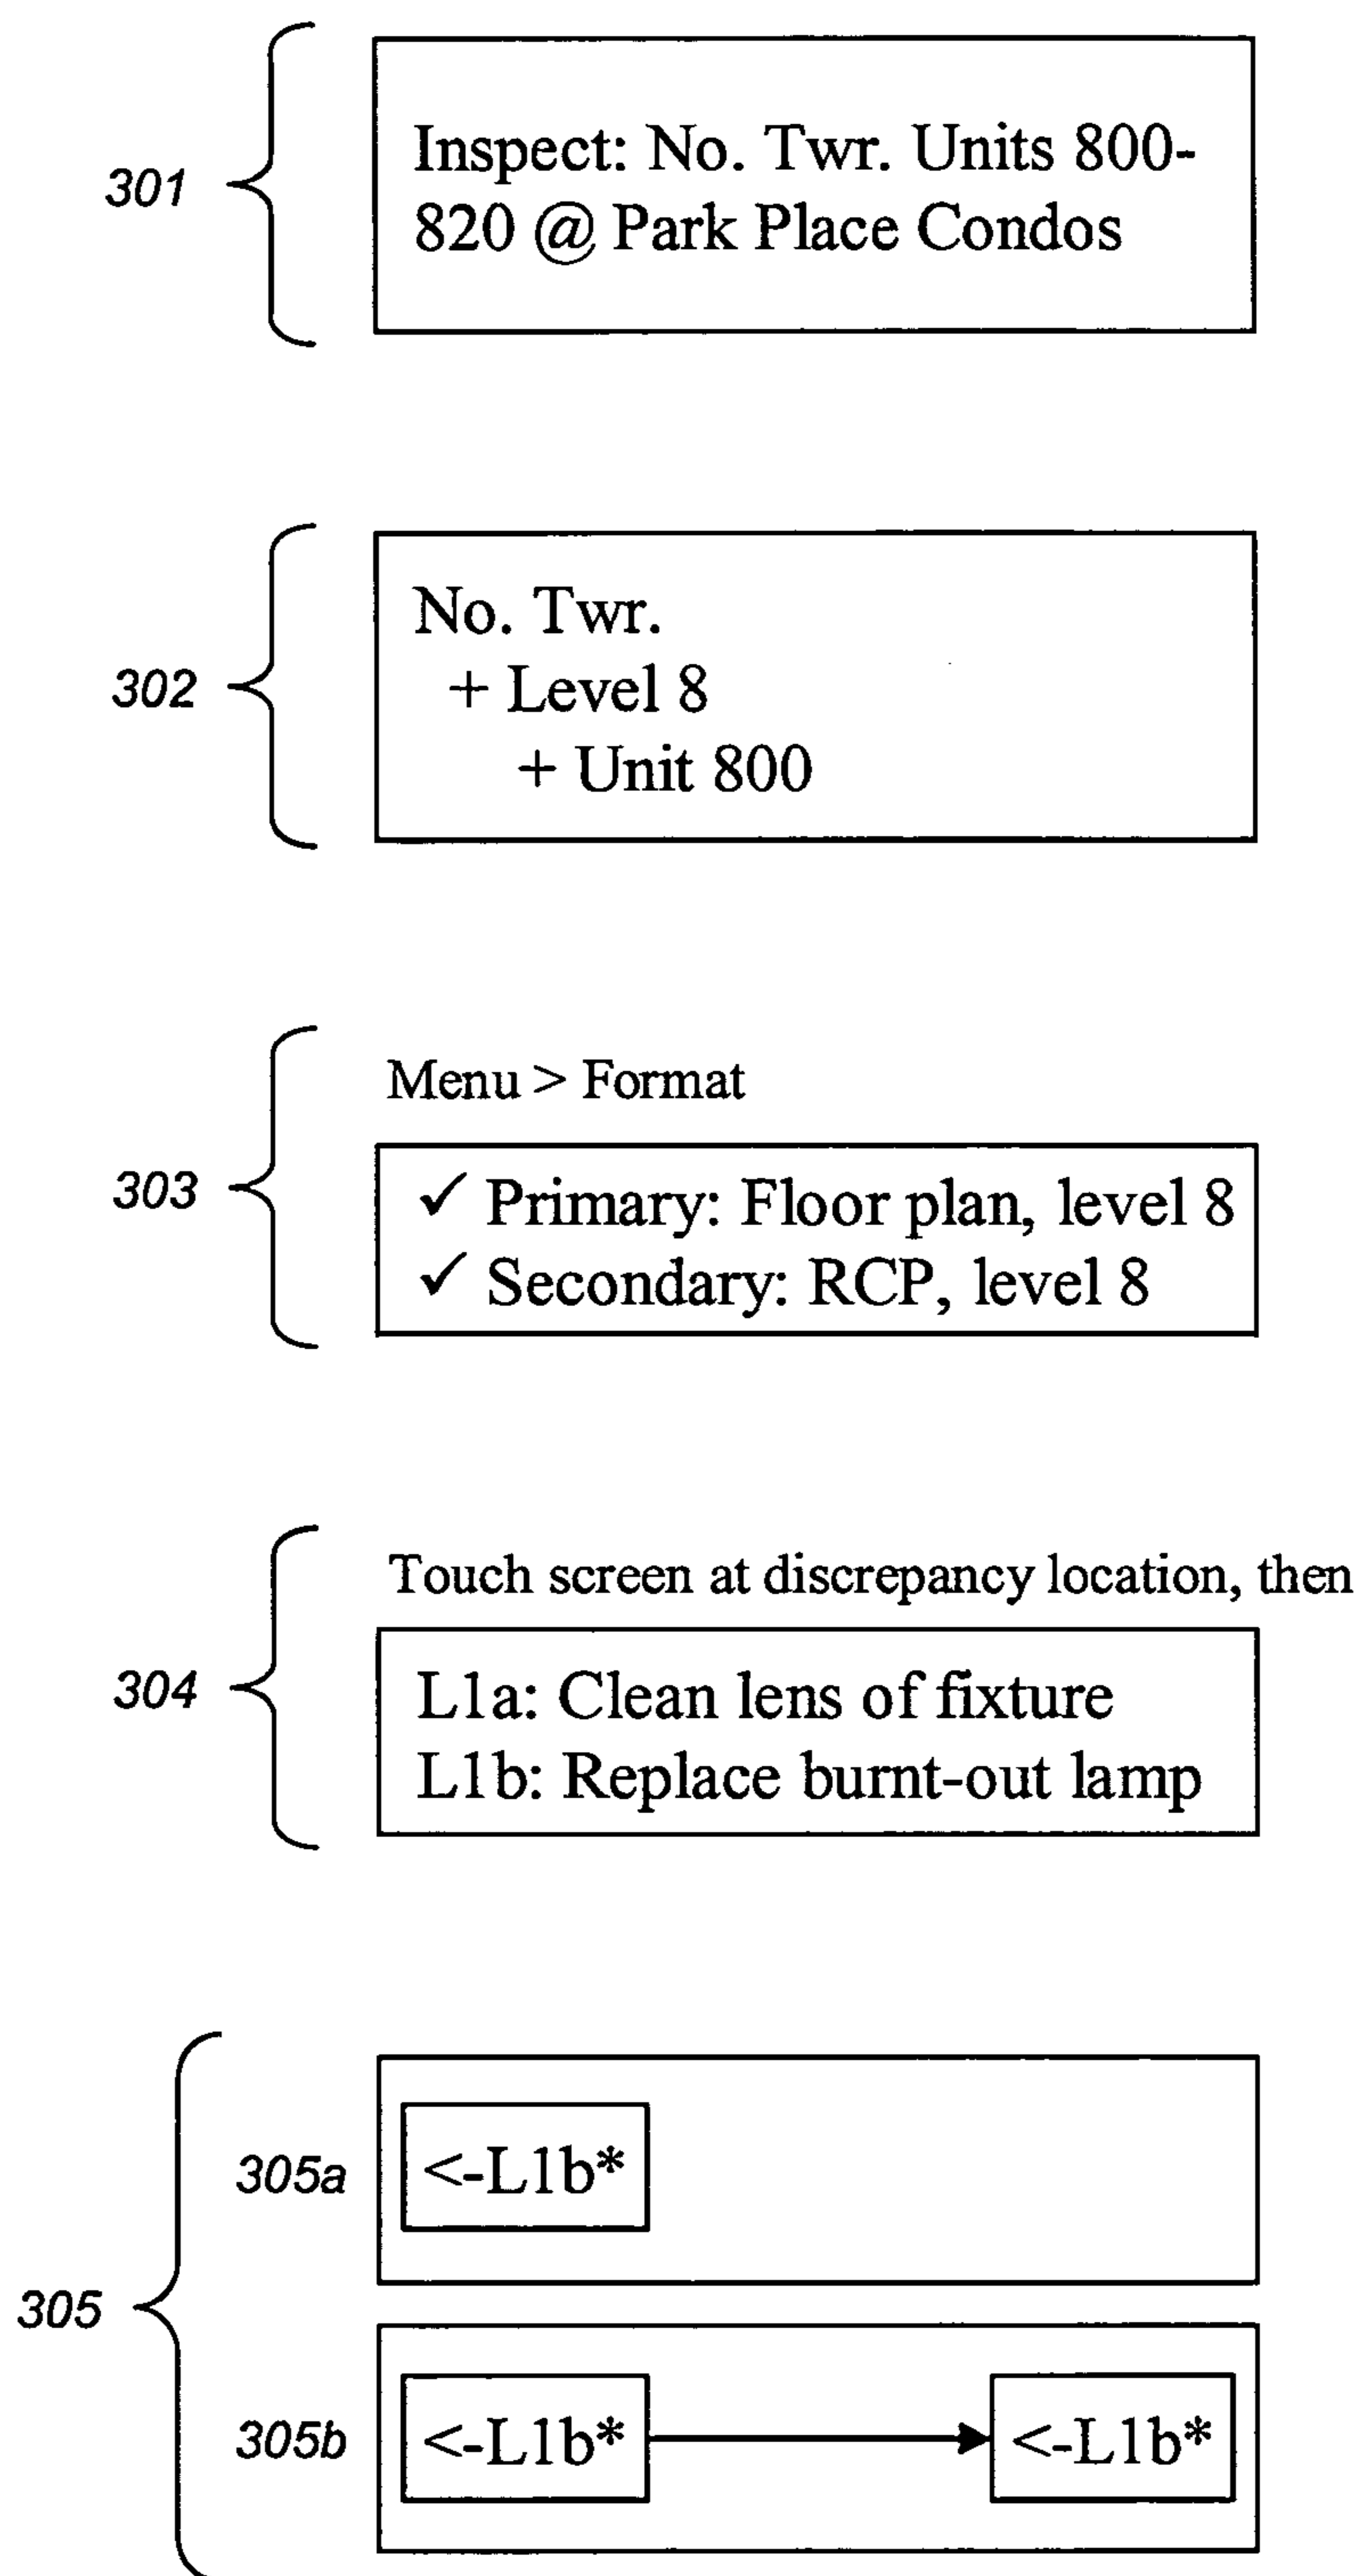 301
Inspect: No. Twr. Units 800-
820 @ Park Place Condos
302
No. Twr.
+ Level 8
+ Unit 800
303
Menu > Format
✓ Primary: Floor plan, level 8
✓ Secondary: RCP, level 8
304
Touch screen at discrepancy location, then
L1a: Clean lens of fixture
L1b: Replace burnt-out lamp
305
305a
<-L1b*
305b
<-L1b* <-L1b*